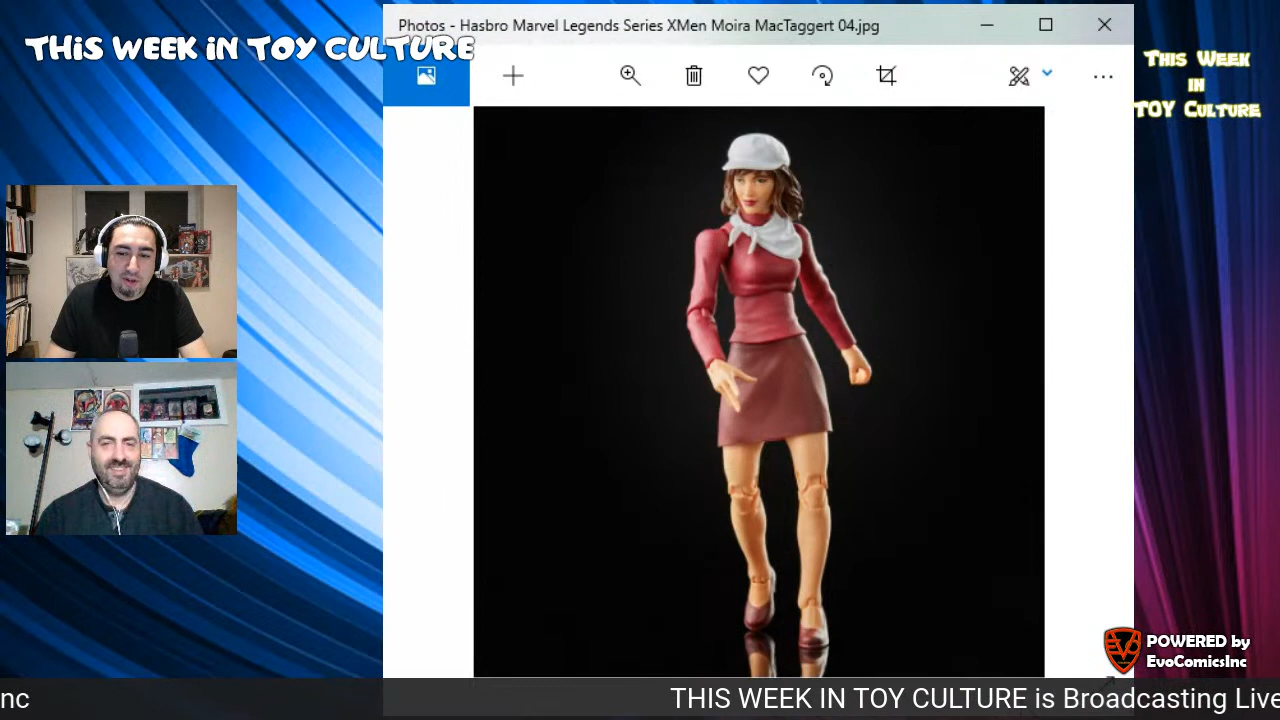 Photos - Hasbro Marvel Legends Series XMen Moira MacTaggert 04.jpg
THiS WEEK iN TOY CULTURE
This Week
in
TOY Culture
EVO
POWERED by
EvoComicsInc
nc
THIS WEEK IN TOY CULTURE is Broadcasting Live